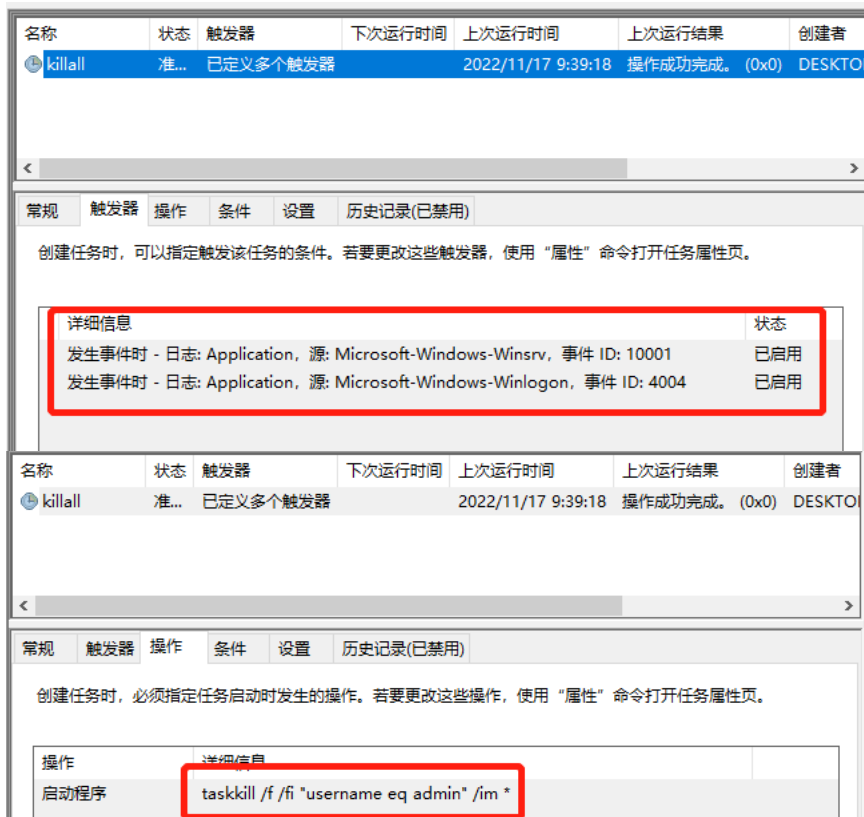 名称 状态 触发器 下次运行时间 上次运行时间 上次运行结果 创建者
killall 准... 已定义多个触发器 2022/11/17 9:39:18 操作成功完成。 (0x0) DESKTO
常规 触发器 操作 条件 设置 历史记录(已禁用)
创建任务时，可以指定触发该任务的条件。若要更改这些触发器，使用“属性”命令打开任务属性页。
详细信息 状态
发生事件时 - 日志: Application，源: Microsoft-Windows-Winsrv，事件 ID: 10001 已启用
发生事件时 - 日志: Application，源: Microsoft-Windows-Winlogon，事件 ID: 4004 已启用
名称 状态 触发器 下次运行时间 上次运行时间 上次运行结果 创建者
killall 准... 已定义多个触发器 2022/11/17 9:39:18 操作成功完成。 (0x0) DESKTO
常规 触发器 操作 条件 设置 历史记录(已禁用)
创建任务时，必须指定任务启动时发生的操作。若要更改这些操作，使用“属性”命令打开任务属性页。
操作 详细信息
启动程序 taskkill /f /fi "username eq admin" /im *